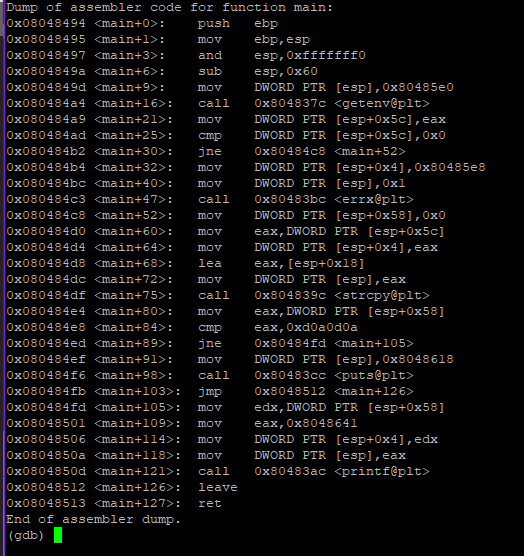 Dump of assembler code for function main:
0x08048494 <main+0>:    push   ebp
0x08048495 <main+1>:    mov    ebp,esp
0x08048497 <main+3>:    and    esp,0xfffffff0
0x0804849a <main+6>:    sub    esp,0x60
0x0804849d <main+9>:    mov    DWORD PTR [esp],0x80485e0
0x080484a4 <main+16>:   call   0x804837c <getenv@plt>
0x080484a9 <main+21>:   mov    DWORD PTR [esp+0x5c],eax
0x080484ad <main+25>:   cmp    DWORD PTR [esp+0x5c],0x0
0x080484b2 <main+30>:   jne    0x80484c8 <main+52>
0x080484b4 <main+32>:   mov    DWORD PTR [esp+0x4],0x80485e8
0x080484bc <main+40>:   mov    DWORD PTR [esp],0x1
0x080484c3 <main+47>:   call   0x80483bc <errx@plt>
0x080484c8 <main+52>:   mov    DWORD PTR [esp+0x58],0x0
0x080484d0 <main+60>:   mov    eax,DWORD PTR [esp+0x5c]
0x080484d4 <main+64>:   mov    DWORD PTR [esp+0x4],eax
0x080484d8 <main+68>:   lea    eax,[esp+0x18]
0x080484dc <main+72>:   mov    DWORD PTR [esp],eax
0x080484df <main+75>:   call   0x804839c <strcpy@plt>
0x080484e4 <main+80>:   mov    eax,DWORD PTR [esp+0x58]
0x080484e8 <main+84>:   cmp    eax,0xd0a0d0a
0x080484ed <main+89>:   jne    0x80484fd <main+105>
0x080484ef <main+91>:   mov    DWORD PTR [esp],0x8048618
0x080484f6 <main+98>:   call   0x80483cc <puts@plt>
0x080484fb <main+103>:  jmp    0x8048512 <main+126>
0x080484fd <main+105>:  mov    edx,DWORD PTR [esp+0x58]
0x08048501 <main+109>:  mov    eax,0x8048641
0x08048506 <main+114>:  mov    DWORD PTR [esp+0x4],edx
0x0804850a <main+118>:  mov    DWORD PTR [esp],eax
0x0804850d <main+121>:  call   0x80483ac <printf@plt>
0x08048512 <main+126>:  leave
0x08048513 <main+127>:  ret
End of assembler dump.
(gdb)